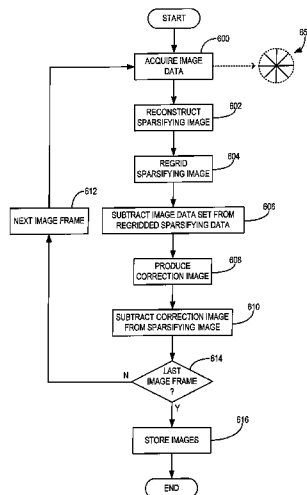 START
600
ACQUIRE IMAGE
DATA
602
RECONSTRUCT
SPARSIFYING IMAGE
604
REGRID
SPARSIFYING IMAGE
612
NEXT IMAGE FRAME
606
SUBTRACT IMAGE DATA SET FROM
REGRIDDED SPARSIFYING DATA
608
PRODUCE
CORRECTION IMAGE
610
SUBTRACT CORRECTION IMAGE
FROM SPARSIFYING IMAGE
614
N
LAST
IMAGE FRAME
?
Y
616
STORE IMAGES
END